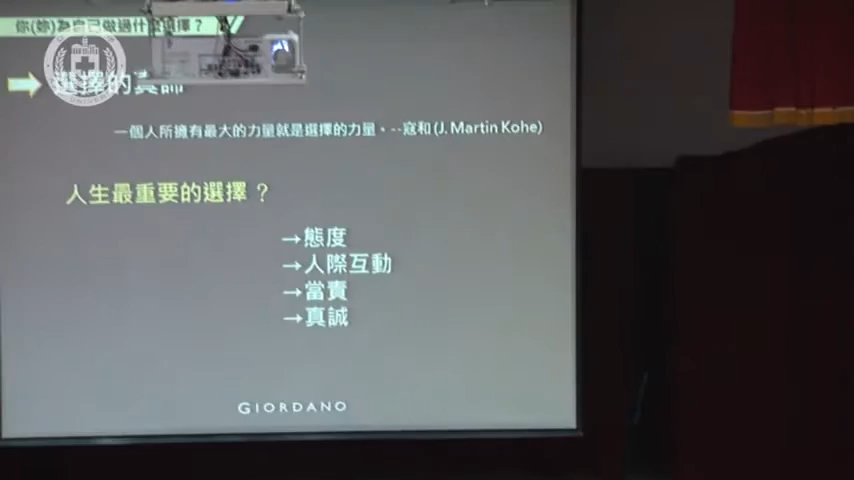 你(妳)為自己做過什麼選擇？
選擇的真諦
一個人所擁有最大的力量就是選擇的力量。--寇和(J. Martin Kohe)
人生最重要的選擇？
→態度
→人際互動
→當責
→真誠
GIORDANO